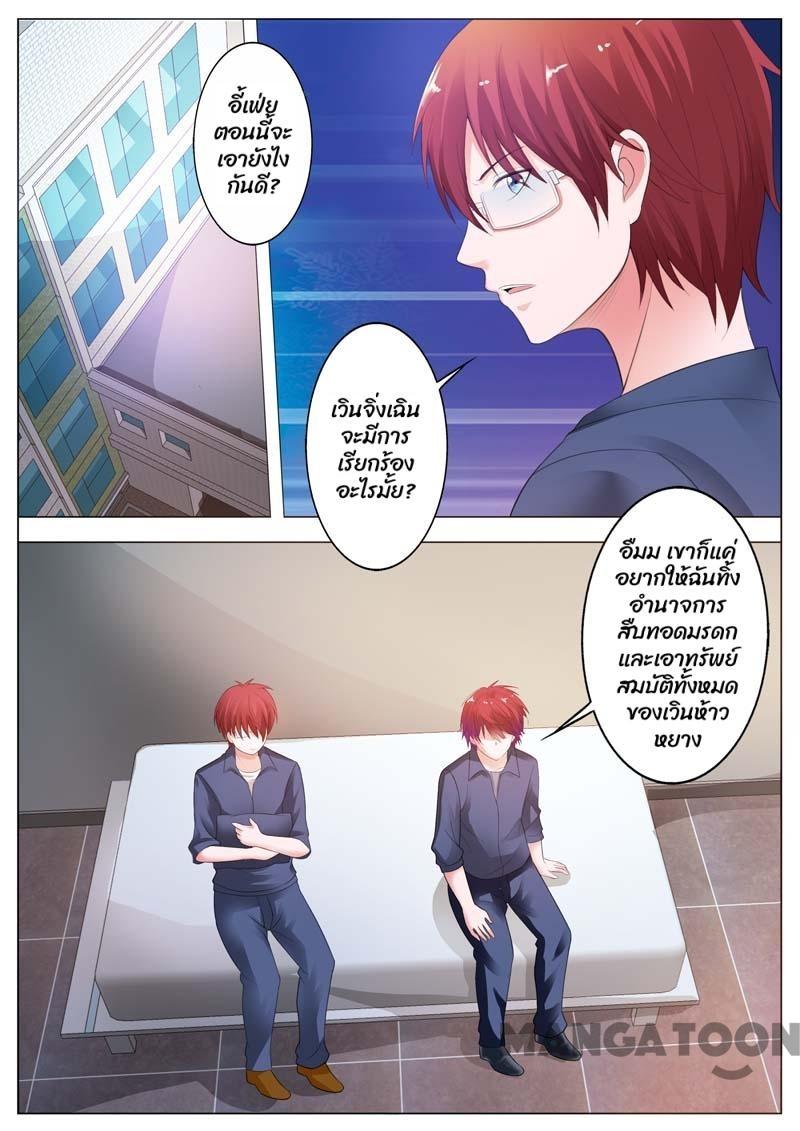 อี้เฟ่ย
ตอนนี้จะ
เอายังไง
กันดี?
เวินจิ่งเฉิน
จะมีการ
เรียกร้อง
อะไรมั้ย?
อืมม เขาก็แค่
อยากให้ฉันทิ้ง
อำนาจการ
สืบทอดมรดก
และเอาทรัพย์
สมบัติทั้งหมด
ของเวินห้าว
หยาง
MANGATOON